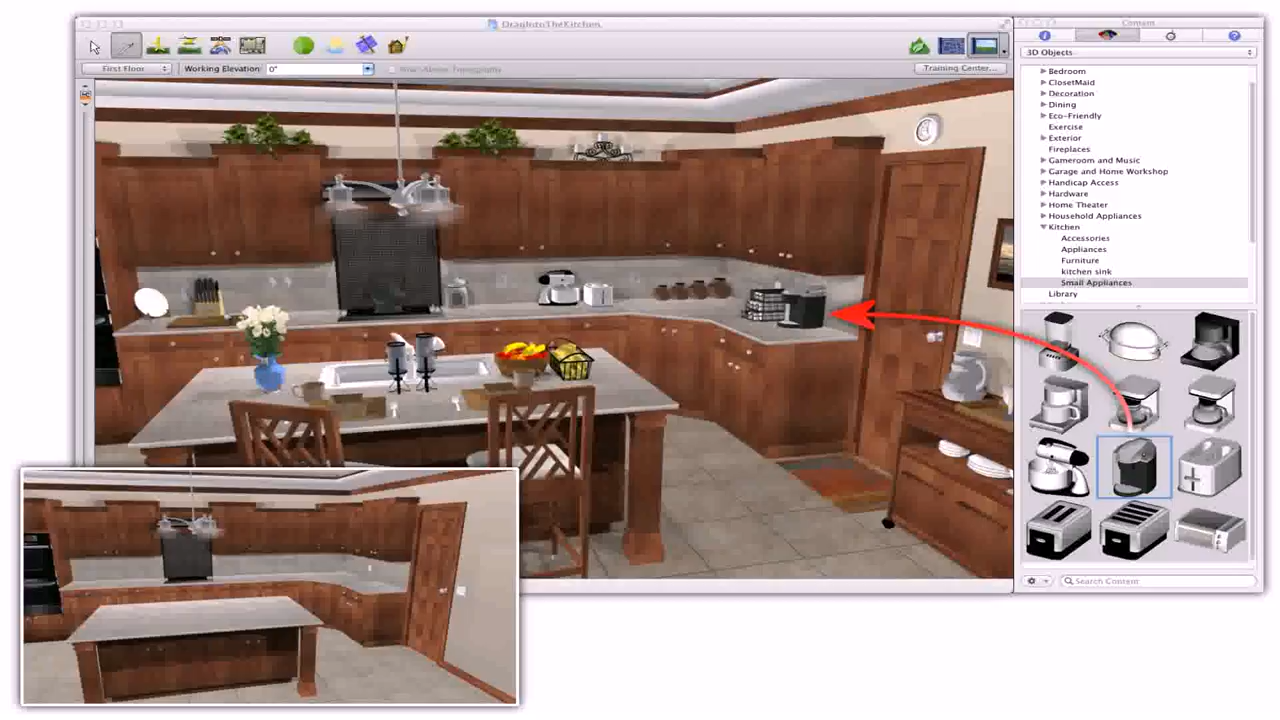 DragIntoTheKitchen
Content
First Floor
Working Elevation:
0"
Training Center...
3D Objects
Bedroom
ClosetMaid
Decoration
Dining
Eco-Friendly
Exercise
Exterior
Fireplaces
Gameroom and Music
Garage and Home Workshop
Handicap Access
Hardware
Home Theater
Household Appliances
Kitchen
Accessories
Appliances
Furniture
kitchen sink
Small Appliances
Library
Search Content